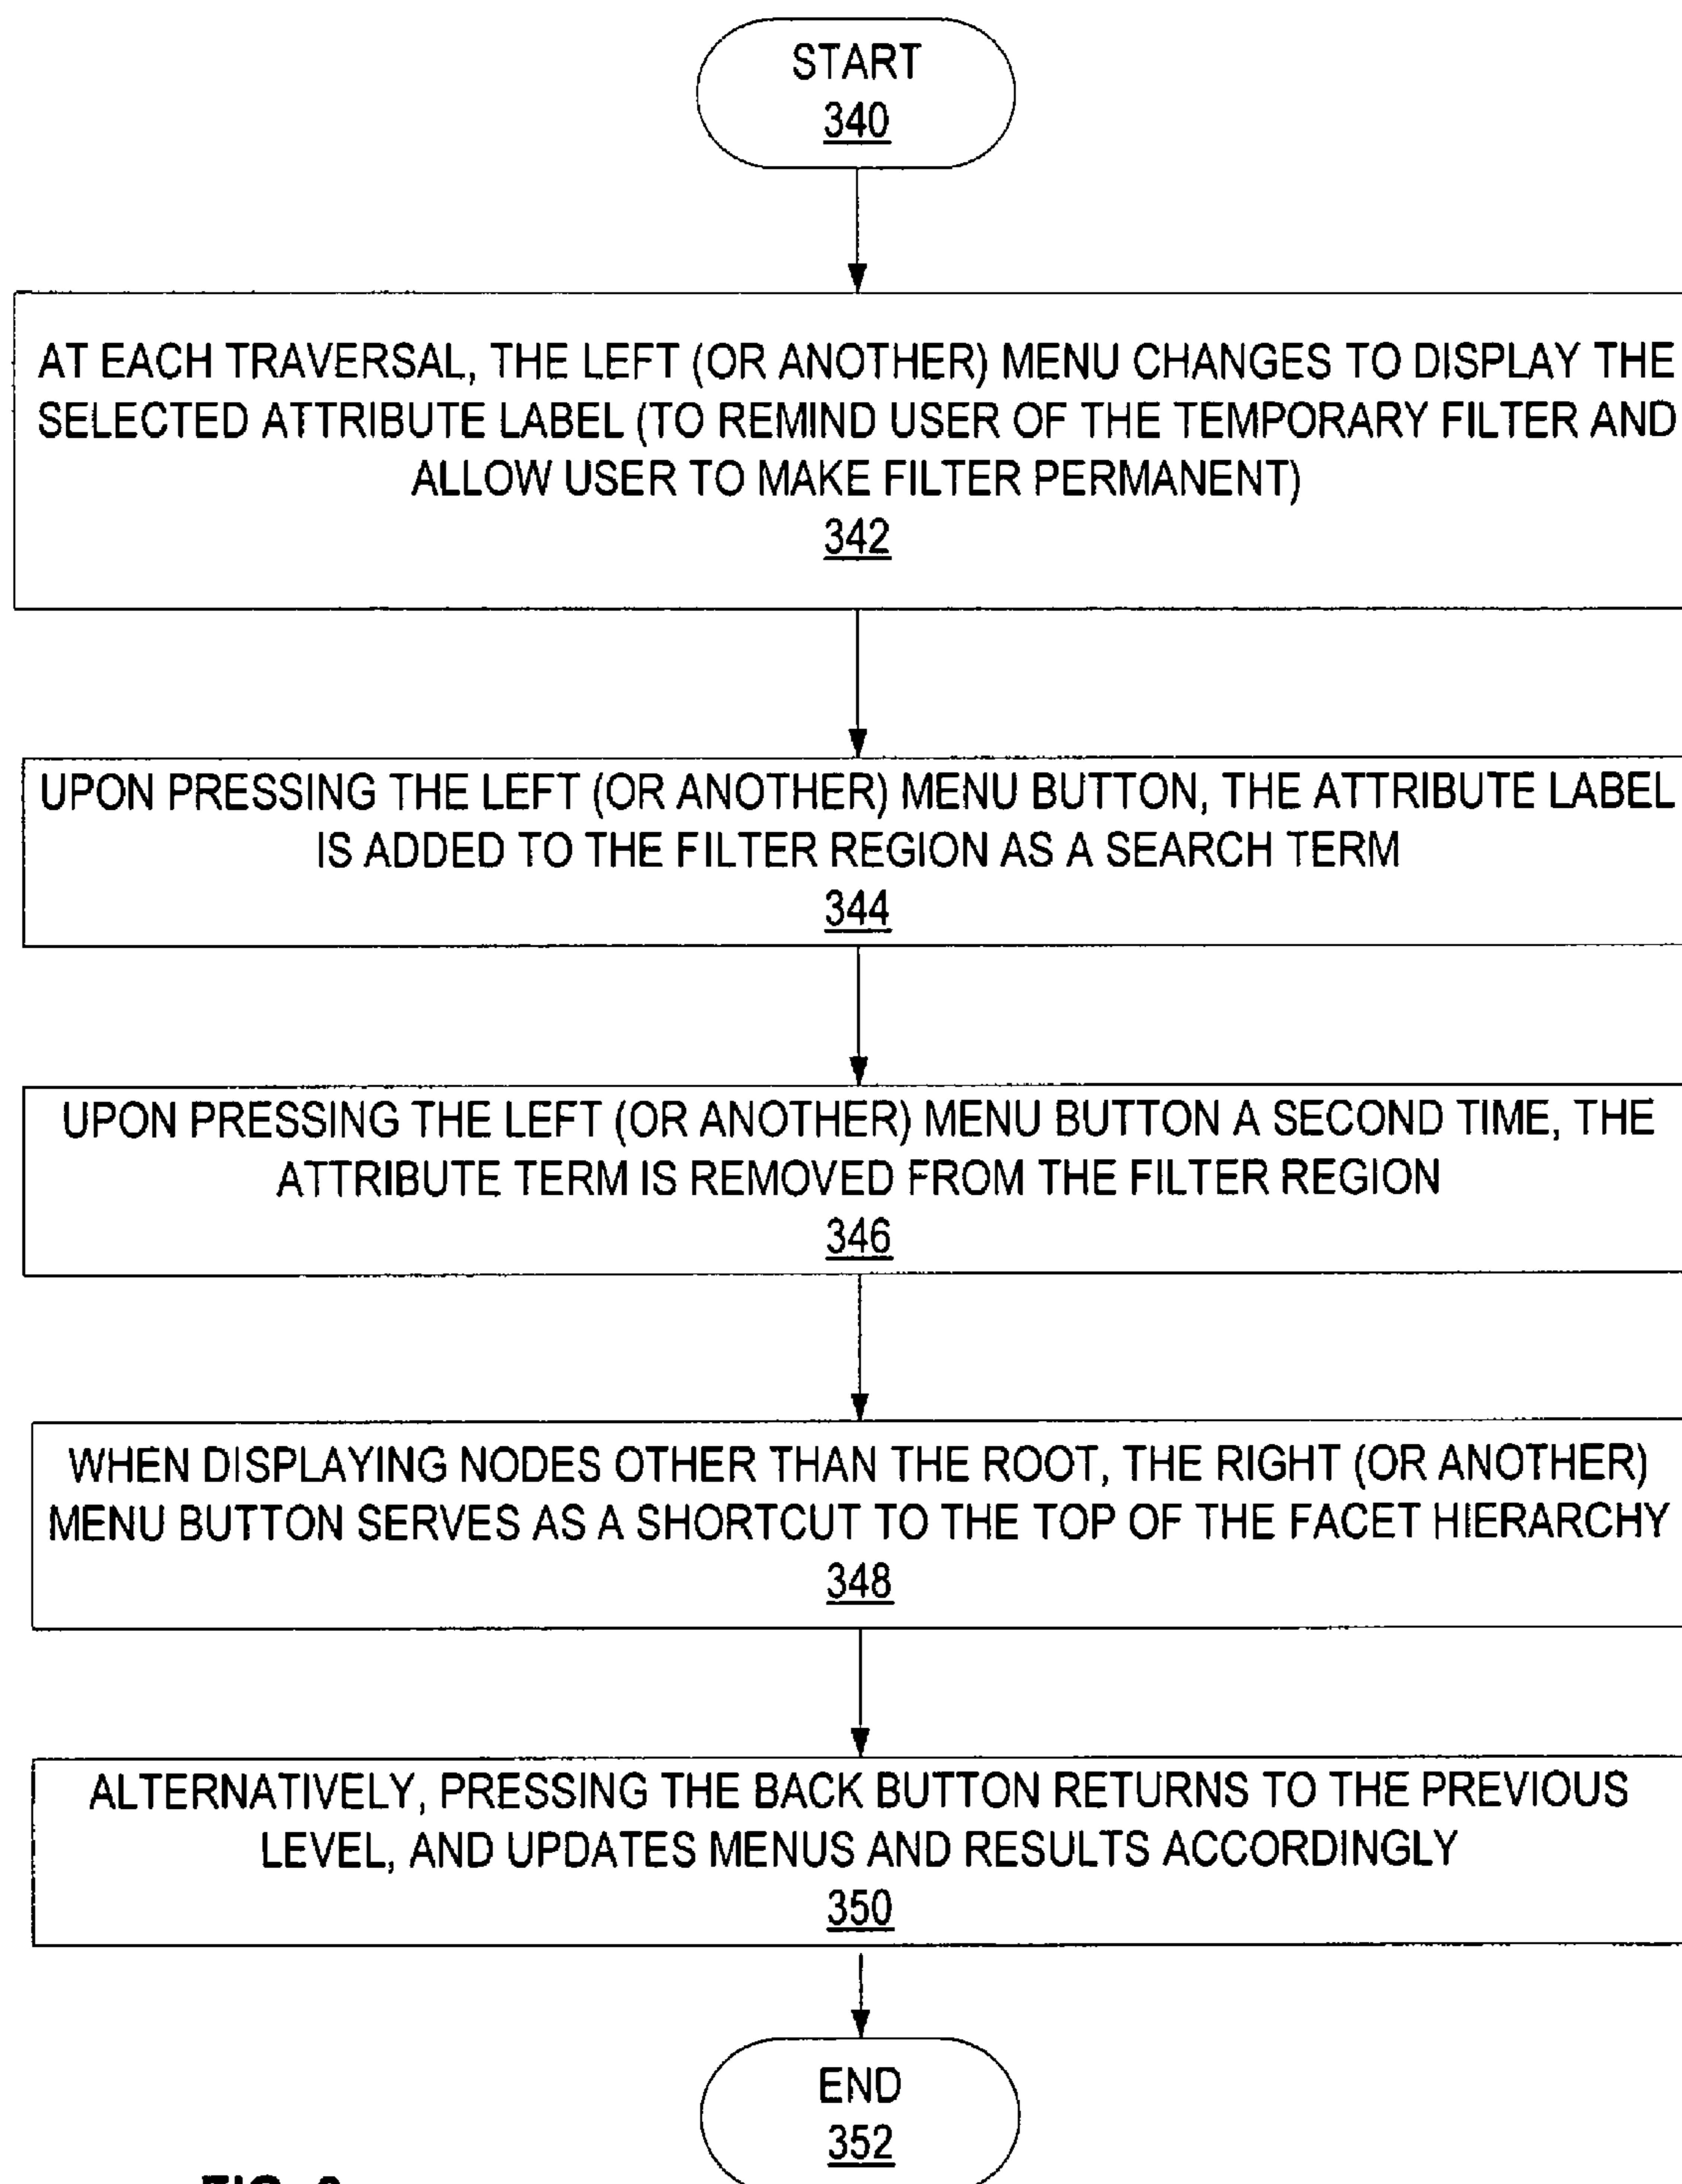 START
340
AT EACH TRAVERSAL, THE LEFT (OR ANOTHER) MENU CHANGES TO DISPLAY THE
SELECTED ATTRIBUTE LABEL (TO REMIND USER OF THE TEMPORARY FILTER AND
ALLOW USER TO MAKE FILTER PERMANENT)
342
UPON PRESSING THE LEFT (OR ANOTHER) MENU BUTTON, THE ATTRIBUTE LABEL
IS ADDED TO THE FILTER REGION AS A SEARCH TERM
344
UPON PRESSING THE LEFT (OR ANOTHER) MENU BUTTON A SECOND TIME, THE
ATTRIBUTE TERM IS REMOVED FROM THE FILTER REGION
346
WHEN DISPLAYING NODES OTHER THAN THE ROOT, THE RIGHT (OR ANOTHER)
MENU BUTTON SERVES AS A SHORTCUT TO THE TOP OF THE FACET HIERARCHY
348
ALTERNATIVELY, PRESSING THE BACK BUTTON RETURNS TO THE PREVIOUS
LEVEL, AND UPDATES MENUS AND RESULTS ACCORDINGLY
350
END
352
FIG.